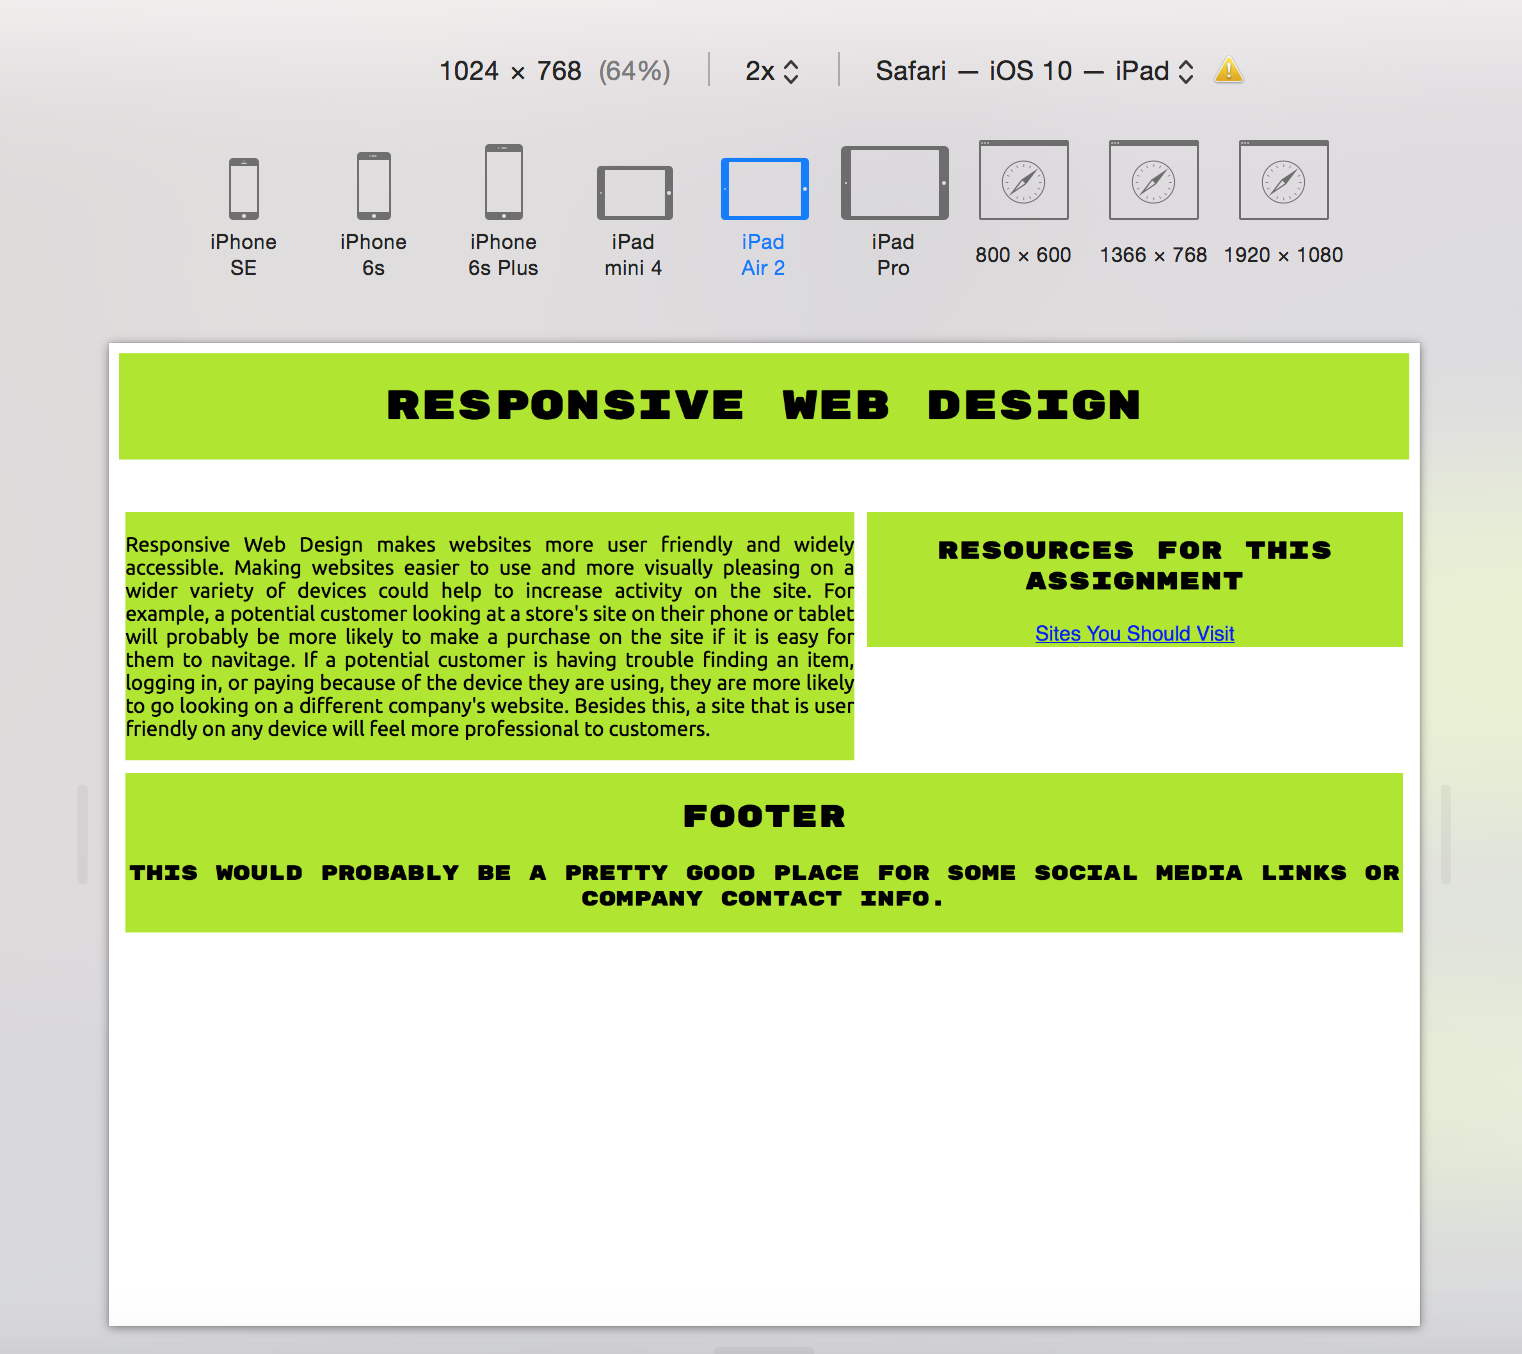 1024 × 768 (64%) 2x Safari — iOS 10 — iPad
iPhone SE
iPhone 6s
iPhone 6s Plus
iPad mini 4
iPad Air 2
iPad Pro
800 × 600
1366 × 768
1920 × 1080
RESPONSIVE WEB DESIGN
Responsive Web Design makes websites more user friendly and widely
accessible. Making websites easier to use and more visually pleasing on a
wider variety of devices could help to increase activity on the site. For
example, a potential customer looking at a store's site on their phone or tablet
will probably be more likely to make a purchase on the site if it is easy for
them to navitage. If a potential customer is having trouble finding an item,
logging in, or paying because of the device they are using, they are more likely
to go looking on a different company's website. Besides this, a site that is user
friendly on any device will feel more professional to customers.
RESOURCES FOR THIS
ASSIGNMENT
Sites You Should Visit
FOOTER
THIS WOULD PROBABLY BE A PRETTY GOOD PLACE FOR SOME SOCIAL MEDIA LINKS OR
COMPANY CONTACT INFO.